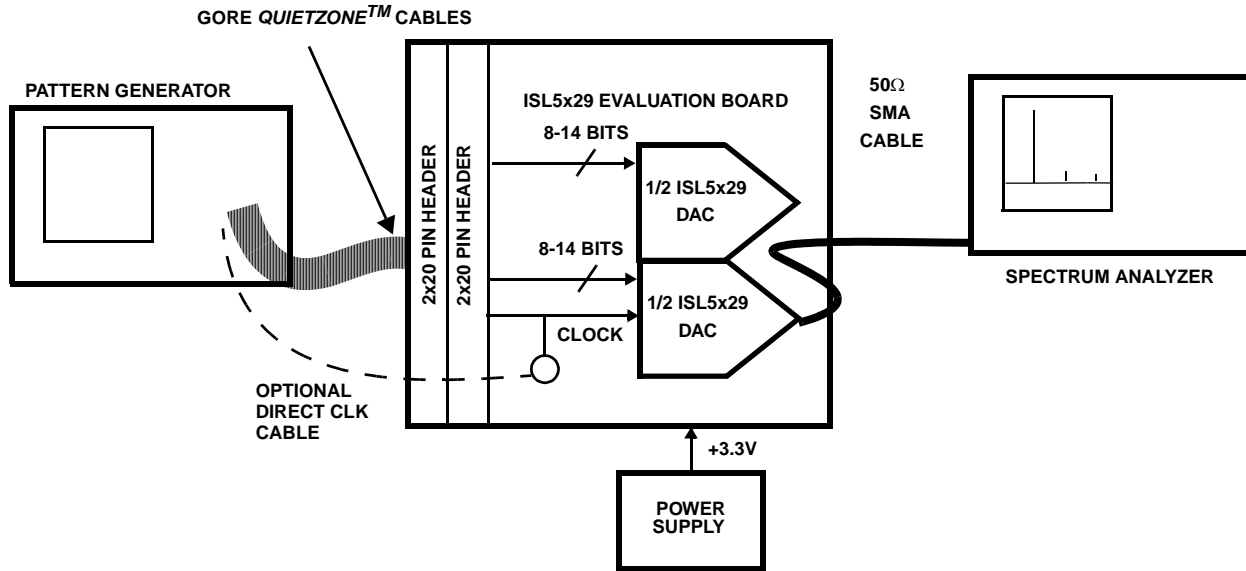 GORE QUIETZONE™ CABLES
PATTERN GENERATOR
2x20 PIN HEADER
2x20 PIN HEADER
ISL5x29 EVALUATION BOARD
8-14 BITS
1/2 ISL5x29
DAC
8-14 BITS
1/2 ISL5x29
DAC
CLOCK
OPTIONAL
DIRECT CLK
CABLE
50Ω
SMA
CABLE
SPECTRUM ANALYZER
+3.3V
POWER
SUPPLY